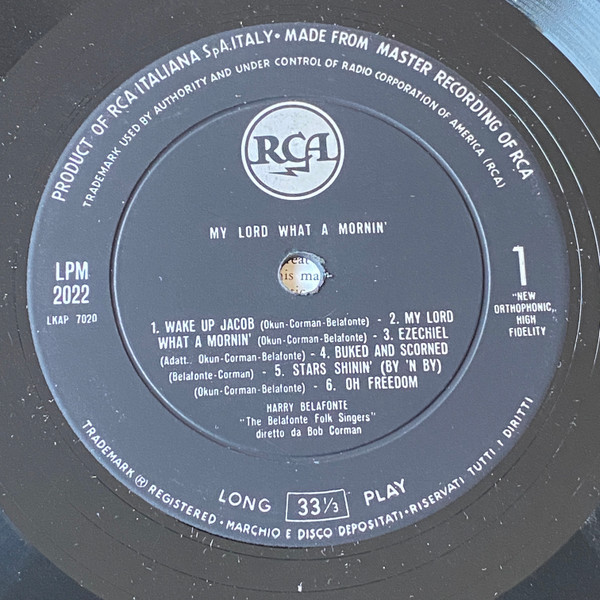 PRODUCT OF RCA ITALIANA SpA.ITALY • MADE FROM MASTER RECORDING OF RCA
TRADEMARK USED BY AUTHORITY AND UNDER CONTROL OF RADIO CORPORATION OF AMERICA (RCA)
RCA
MY LORD WHAT A MORNIN'
LPM
2022
LKAP 7020
1
"NEW
ORTHOPHONIC,,
HIGH
FIDELITY
is ma
1. WAKE UP JACOB (Okun-Corman-Belafonte) - 2. MY LORD
WHAT A MORNIN' (Okun-Corman-Belafonte) - 3. EZECHIEL
(Adatt.. Okun-Corman-Belafonte) - 4. BUKED AND SCORNED
(Belafonte-Corman) - 5. STARS SHININ' (BY 'N BY)
(Okun-Corman-Belafonte) - 6. OH FREEDOM
HARRY BELAFONTE
"The Belafonte Folk Singers"
diretto da Bob Corman
LONG 33 1/3 PLAY
TRADEMARK ® REGISTERED • MARCHIO E DISCO DEPOSITATI • RISERVATI TUTTI I DIRITTI